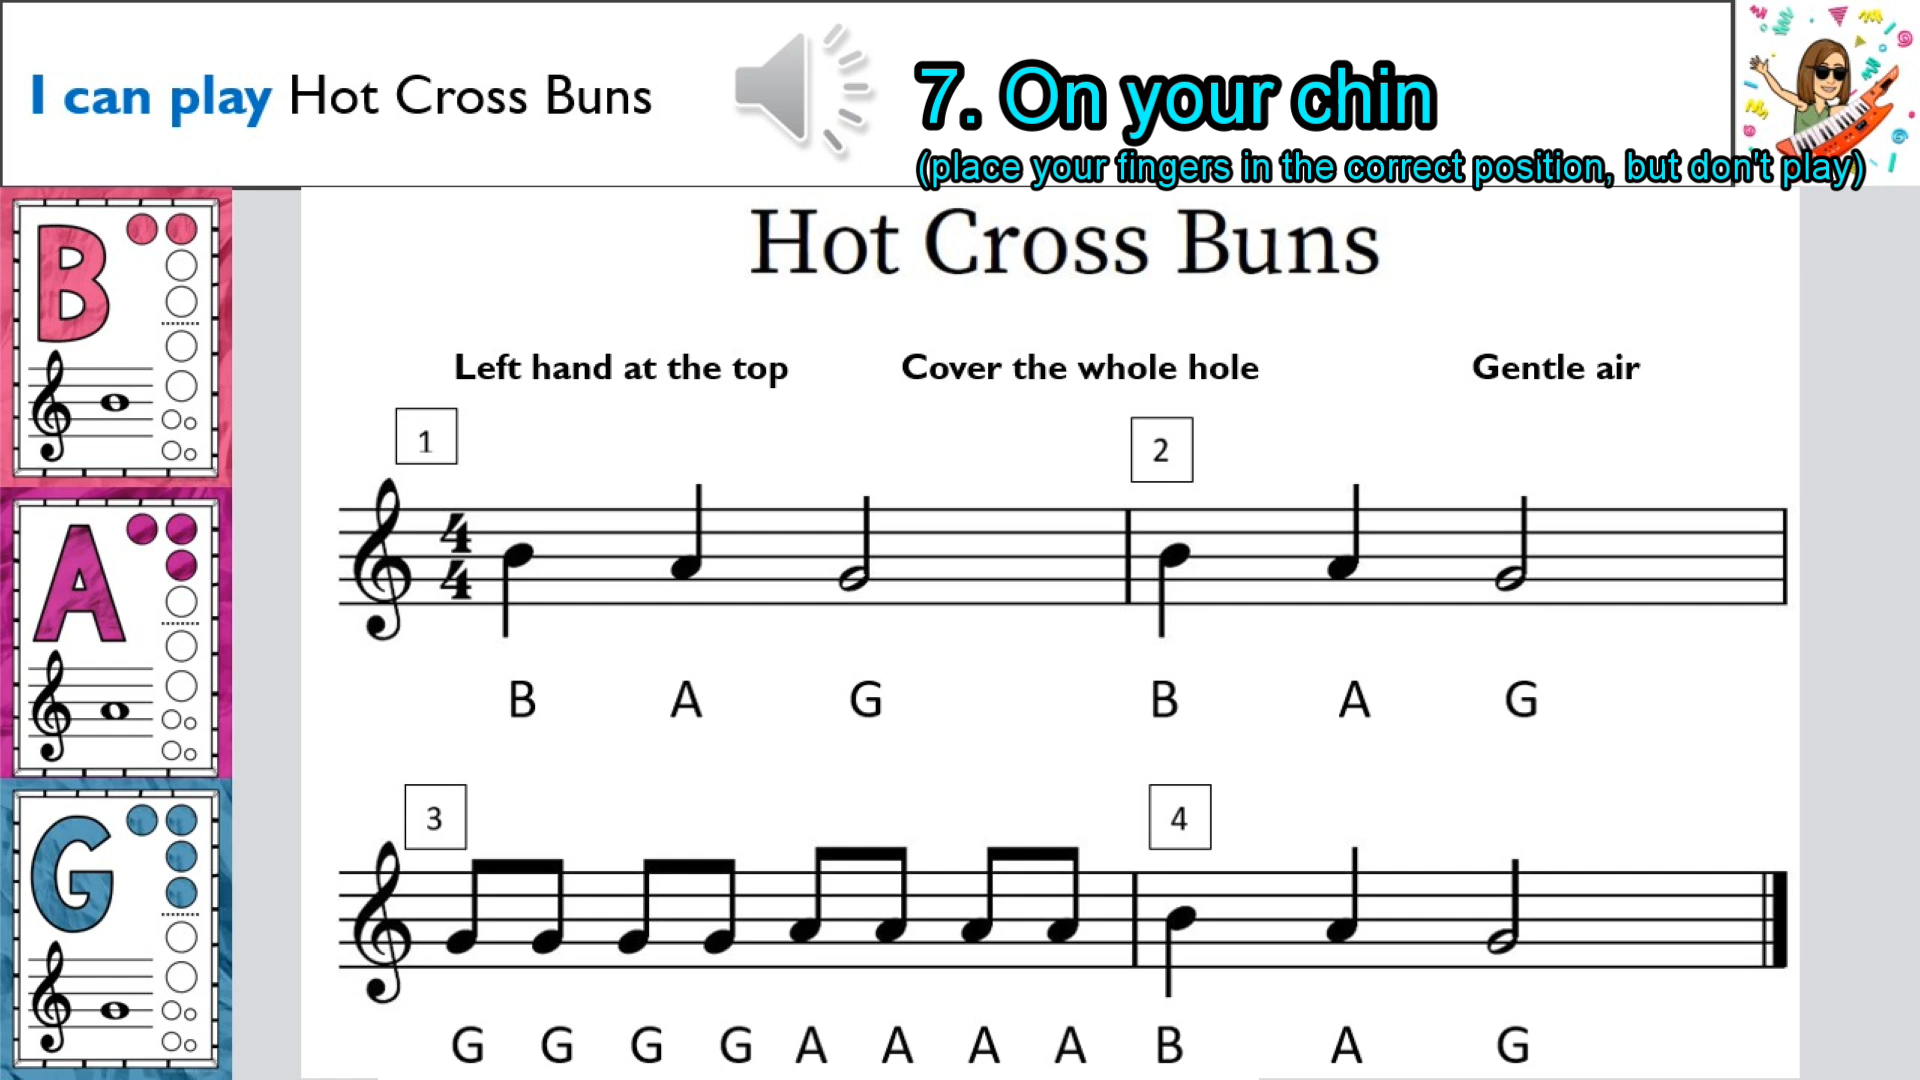 I can play Hot Cross Buns
7. On your chin
(place your fingers in the correct position, but don't play)
B
A
G
Hot Cross Buns
Left hand at the top Cover the whole hole Gentle air
1 2
4
4
B A G B A G
3 4
G G G G A A A A B A G